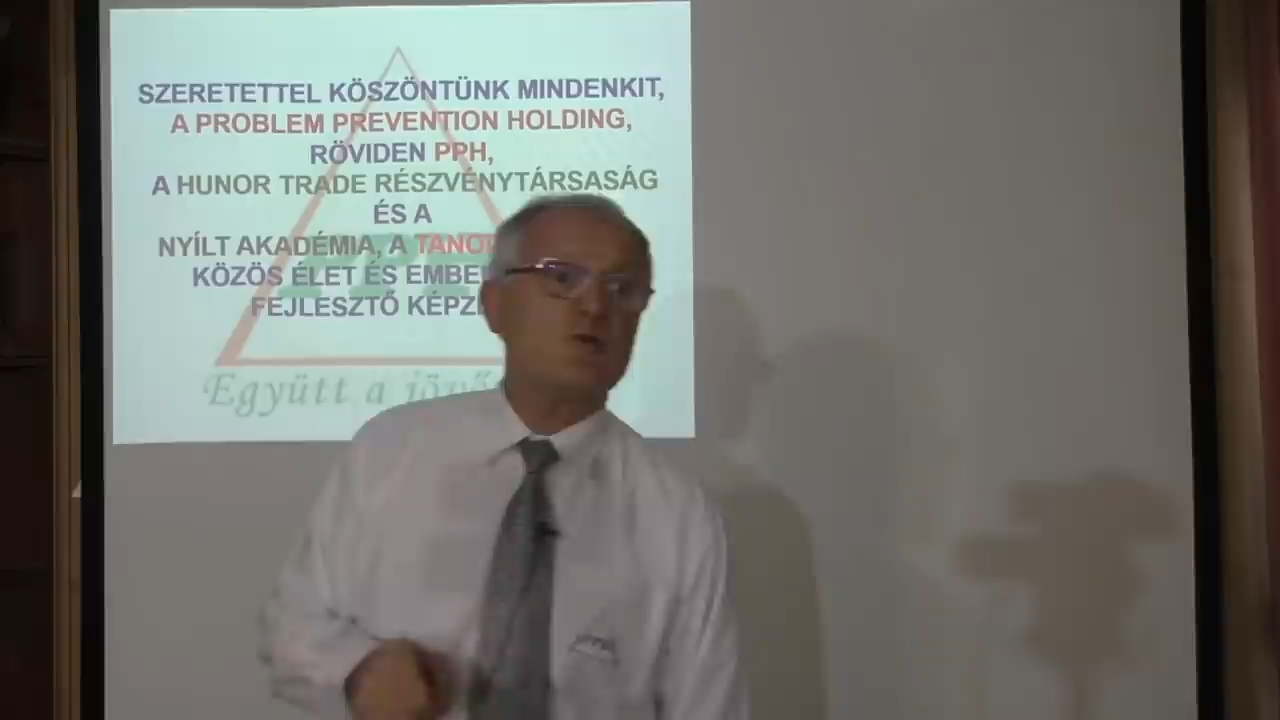 SZERETETTEL KÖSZÖNTÜNK MINDENKIT,
A PROBLEM PREVENTION HOLDING,
RÖVIDEN PPH,
A HUNOR TRADE RÉSZVÉNYTÁRSASÁG
ÉS A
NYÍLT AKADÉMIA, A
KÖZÖS ÉLET ÉS
FEJLESZTŐ
Együtt a